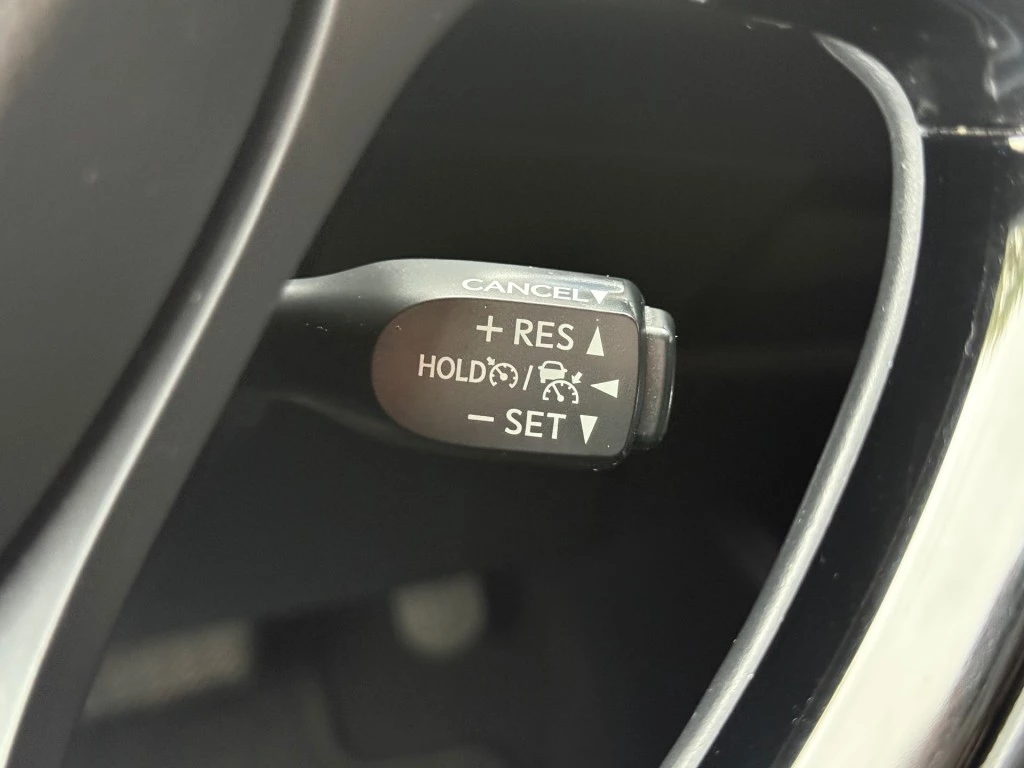 CANCEL
+ RES
HOLD /
− SET